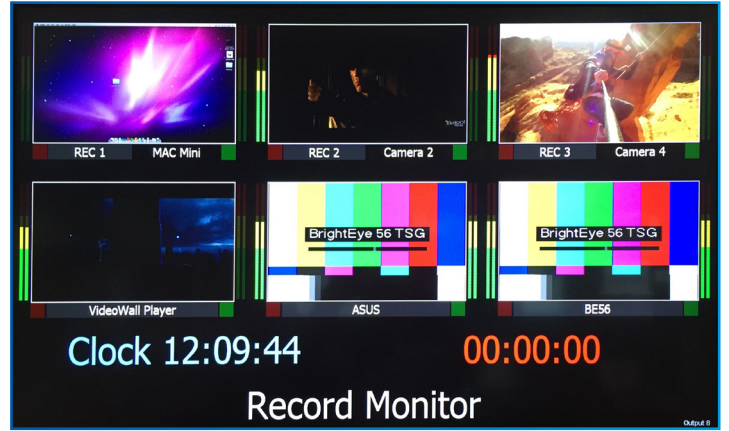 REC 1 MAC Mini
REC 2 Camera 2
REC 3 Camera 4
BrightEye 56 TSG
BrightEye 56 TSG
VideoWall Player
ASUS
BE56
Clock 12:09:44
00:00:00
Record Monitor
Output 8